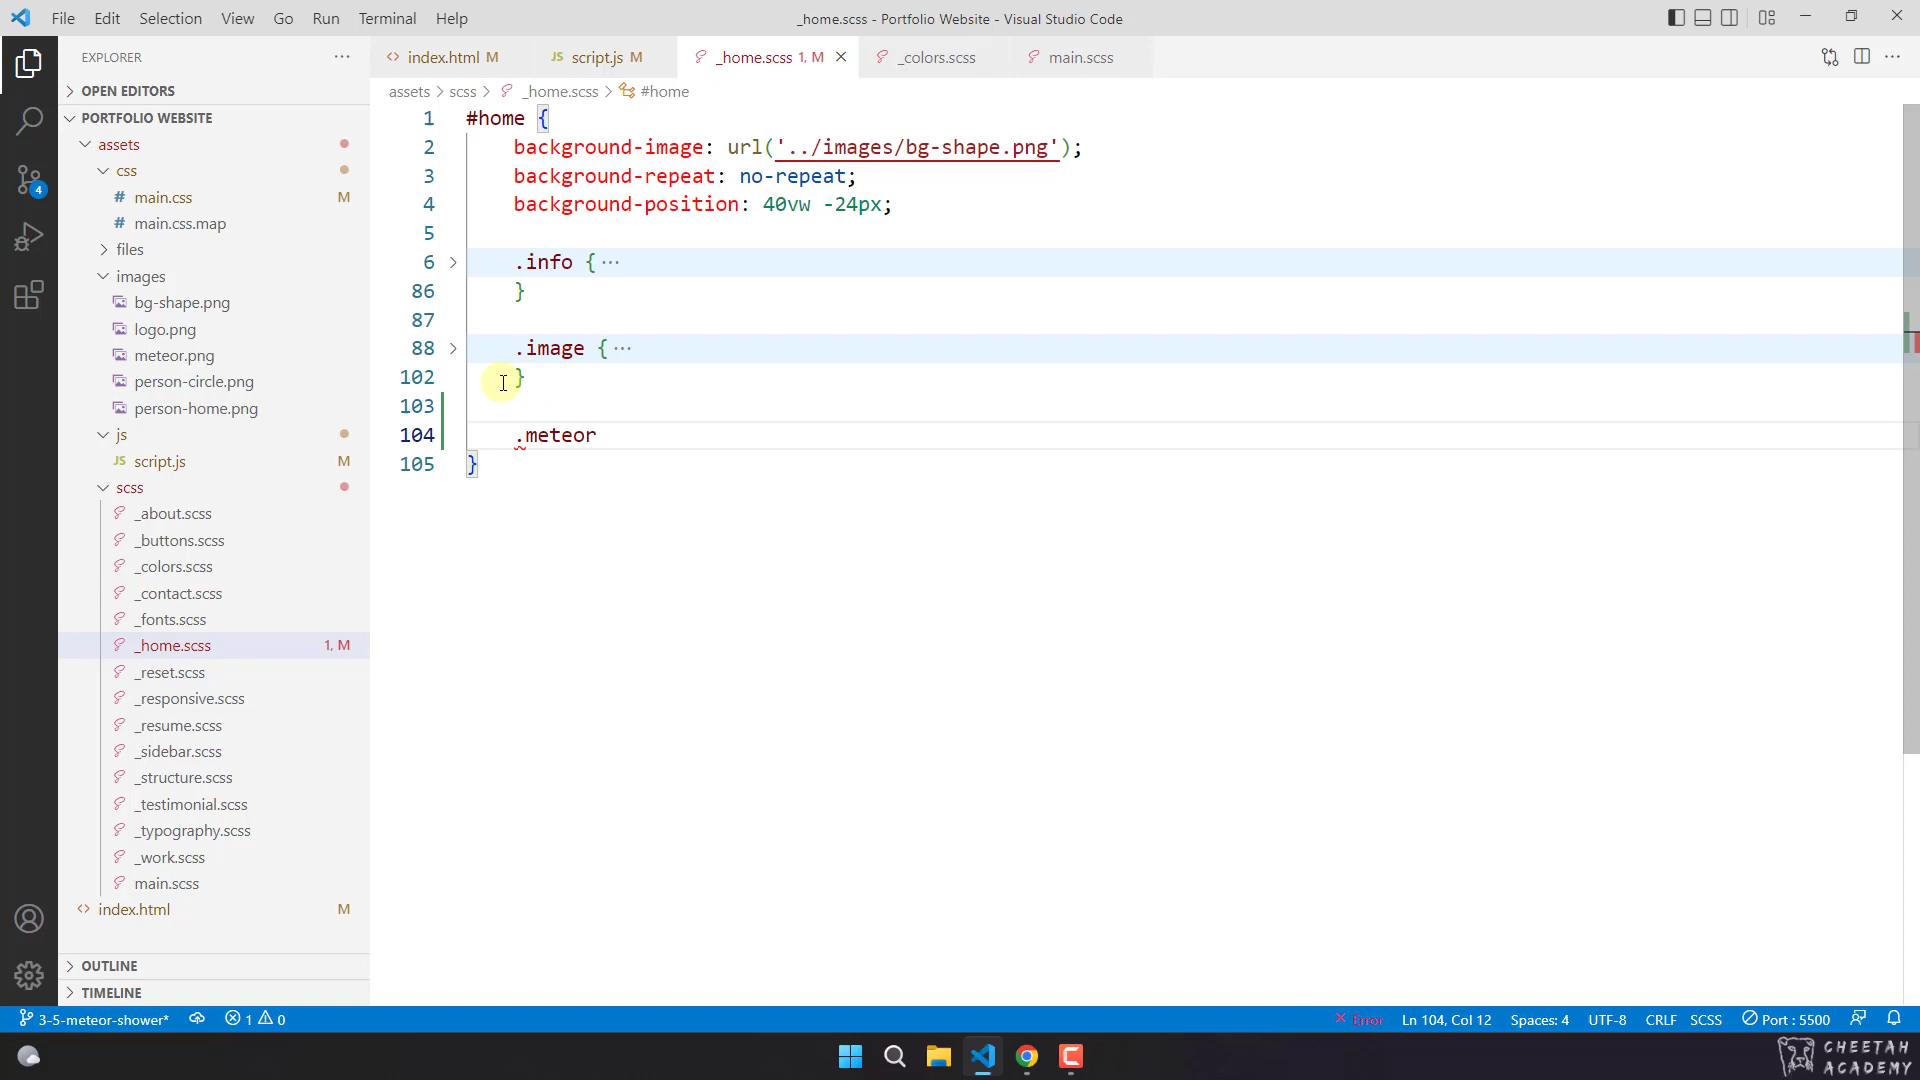 File Edit Selection View Go Run Terminal Help
_home.scss - Portfolio Website - Visual Studio Code
EXPLORER
index.html M
JS script.js M
_home.scss 1, M
_colors.scss
main.scss
OPEN EDITORS
assets > scss > _home.scss > #home
PORTFOLIO WEBSITE
assets
css
# main.css M
# main.css.map
files
images
bg-shape.png
logo.png
meteor.png
person-circle.png
person-home.png
js
JS script.js M
scss
_about.scss
_buttons.scss
_colors.scss
_contact.scss
_fonts.scss
_home.scss 1, M
_reset.scss
_responsive.scss
_resume.scss
_sidebar.scss
_structure.scss
_testimonial.scss
_typography.scss
_work.scss
main.scss
<> index.html M
OUTLINE
TIMELINE
4
1 #home {
2 background-image: url('../images/bg-shape.png');
3 background-repeat: no-repeat;
4 background-position: 40vw -24px;
5
6 .info { ...
86 }
87
88 .image { ...
102 }
103
104 .meteor
105 }
3-5-meteor-shower* 1 0
Error Ln 104, Col 12 Spaces: 4 UTF-8 CRLF SCSS Port : 5500
CHEETAH
ACADEMY